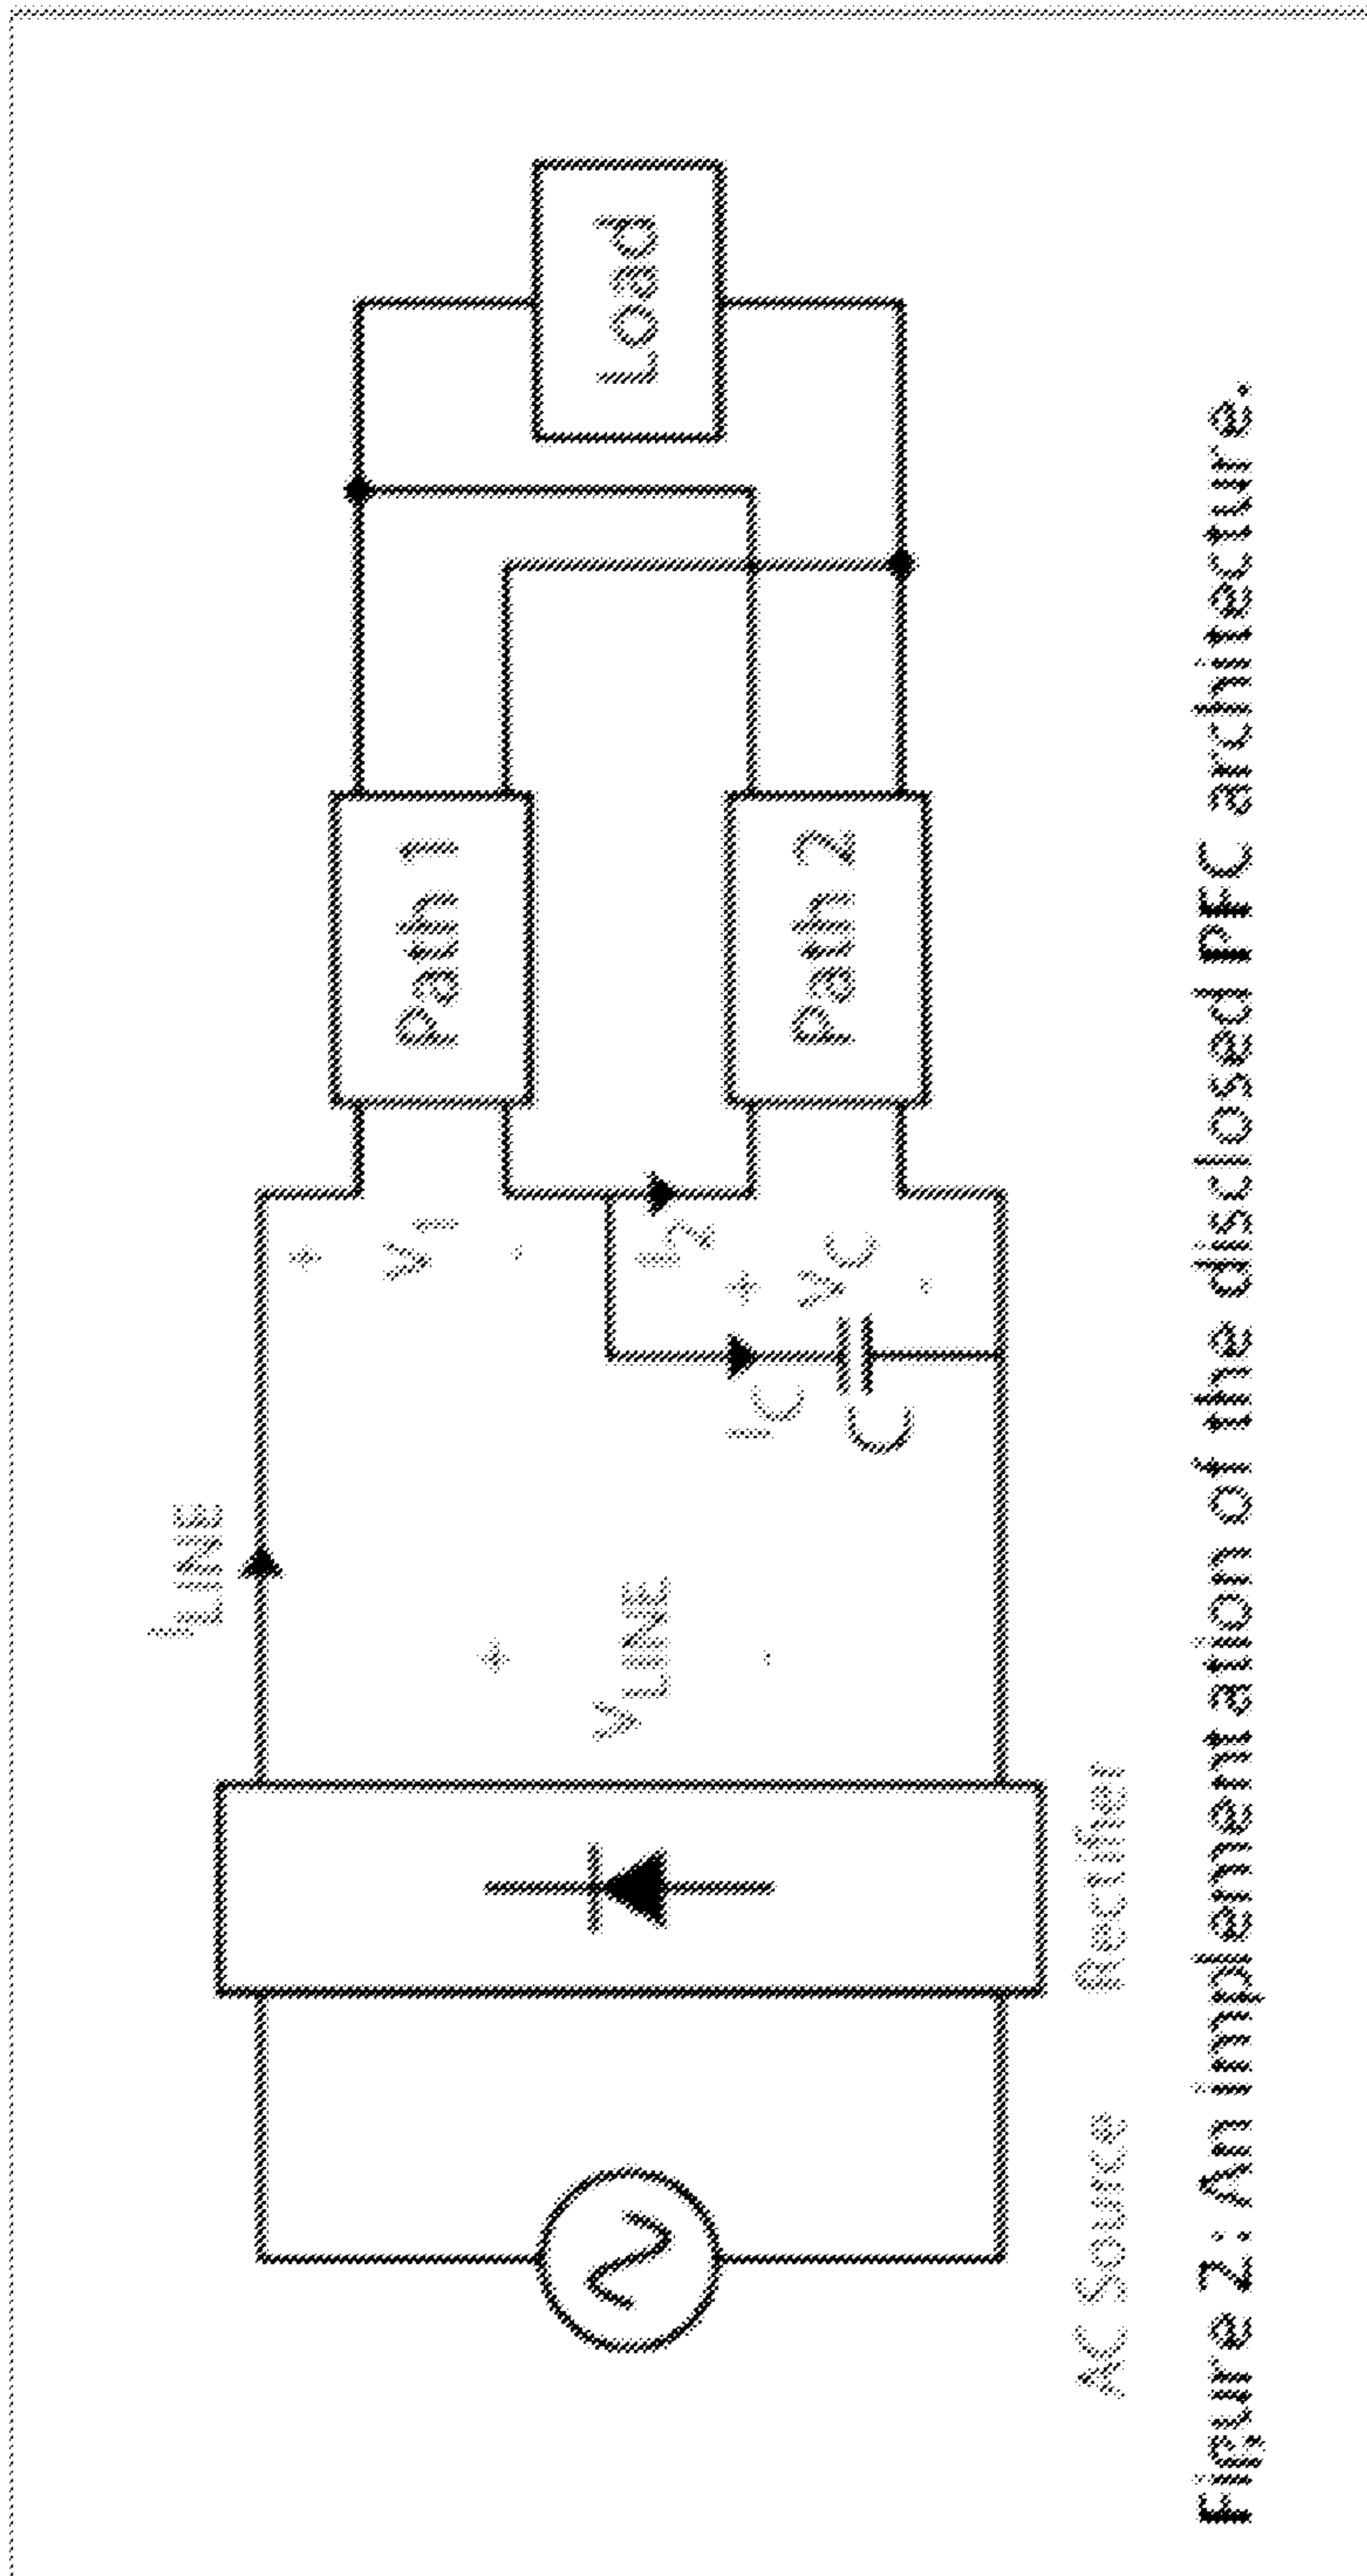 iLINE
+
vLINE
-
+
v1
-
i2
+
vC
-
iC
C
Path 1
Path 2
Load
AC Source
Rectifier
Figure 2: An implementation of the disclosed PFC architecture.